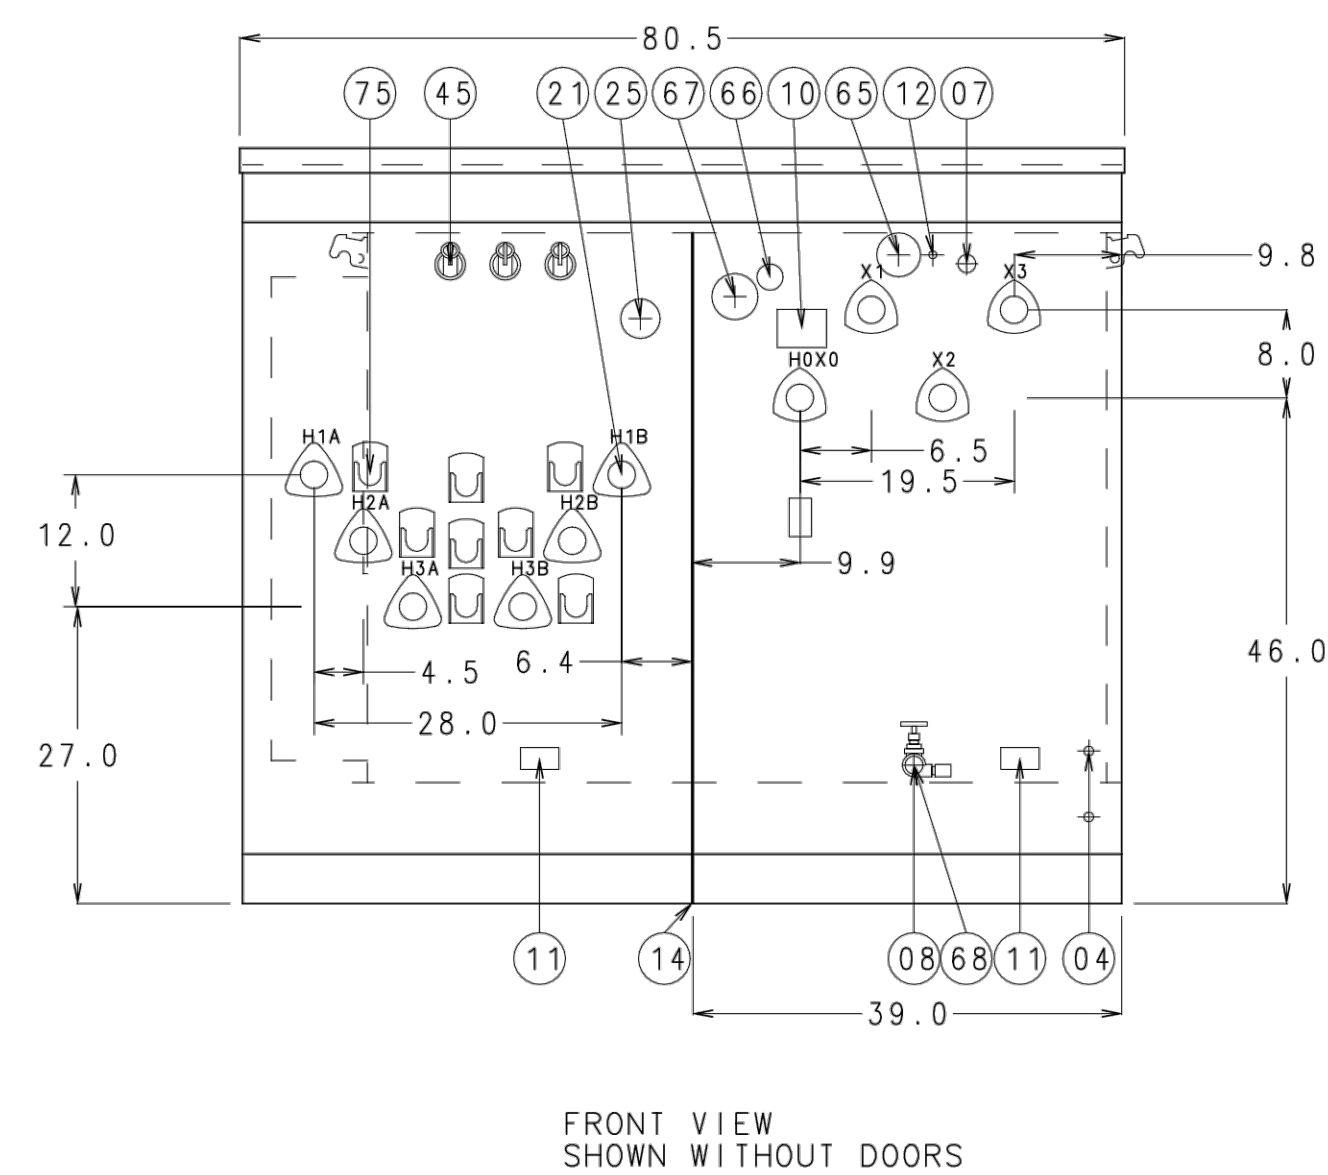 80.5
75 45 21 25 67 66 10 65 12 07
9.8
X1 X3
8.0
H0X0 X2
H1A H1B
6.5
19.5
H2A H2B
12.0
9.9
H3A H3B
6.4
4.5
46.0
28.0
27.0
11 14 08 68 11 04
39.0
FRONT VIEW
SHOWN WITHOUT DOORS